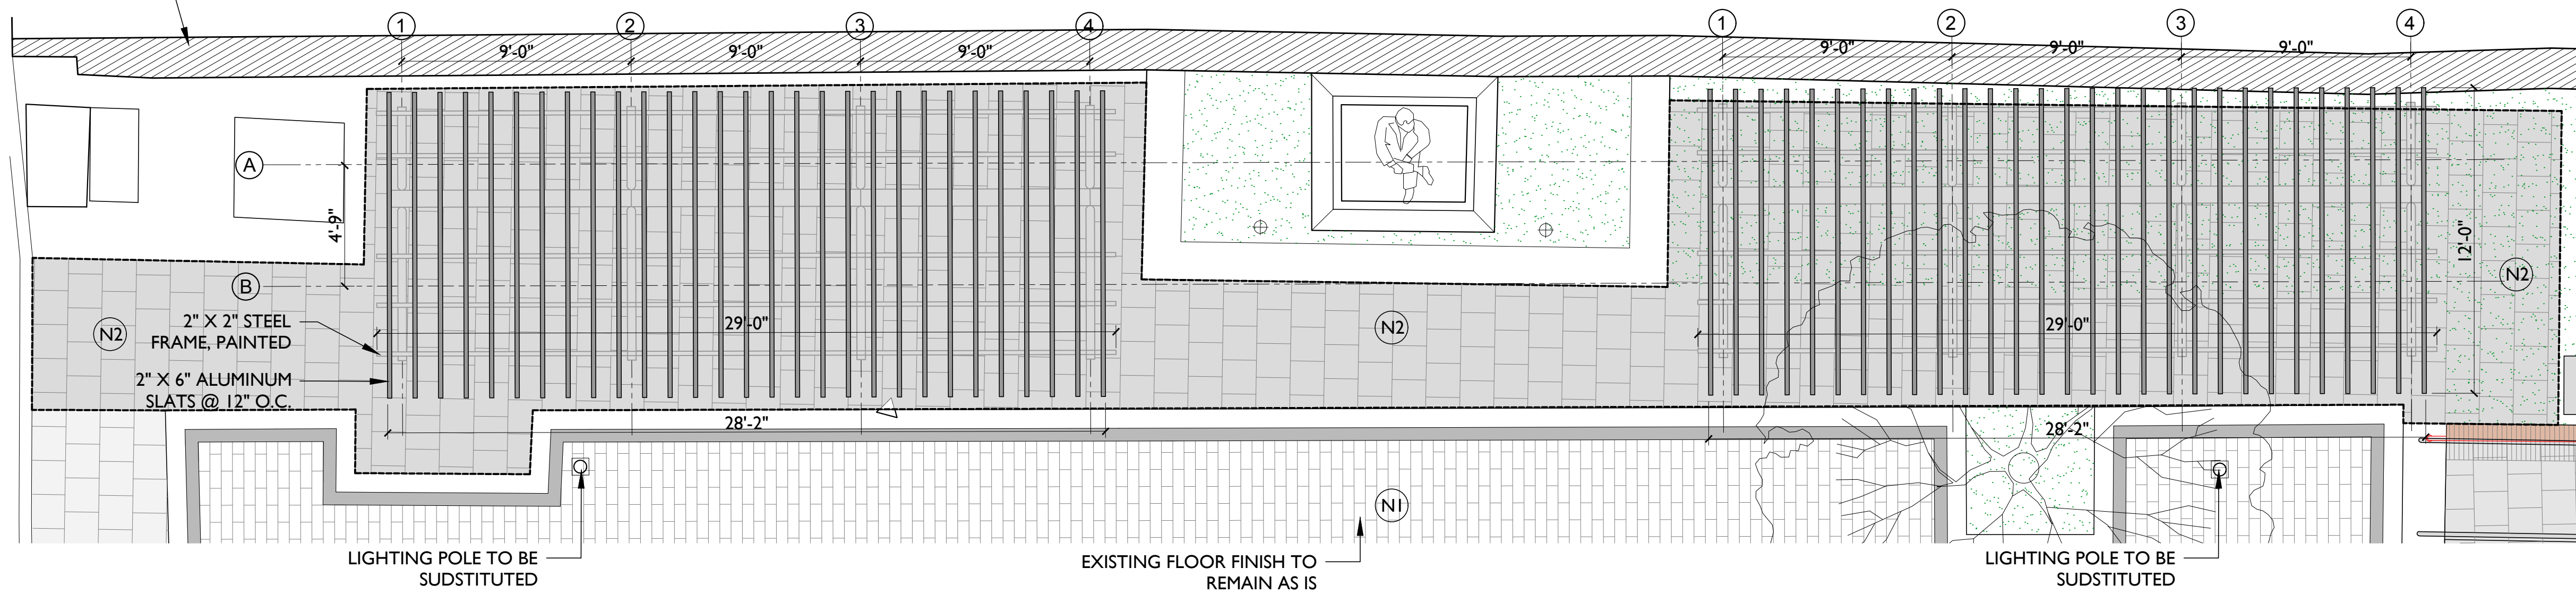 1 2 3 4 1 2 3 4
9'-0" 9'-0" 9'-0" 9'-0" 9'-0" 9'-0"
A
4'-9"
B
12'-0"
N2
2" X 2" STEEL
FRAME, PAINTED
29'-0"
N2
29'-0"
N2
2" X 6" ALUMINUM
SLATS @ 12" O.C.
28'-2"
28'-2"
N1
LIGHTING POLE TO BE
SUDSTITUTED
EXISTING FLOOR FINISH TO
REMAIN AS IS
LIGHTING POLE TO BE
SUDSTITUTED